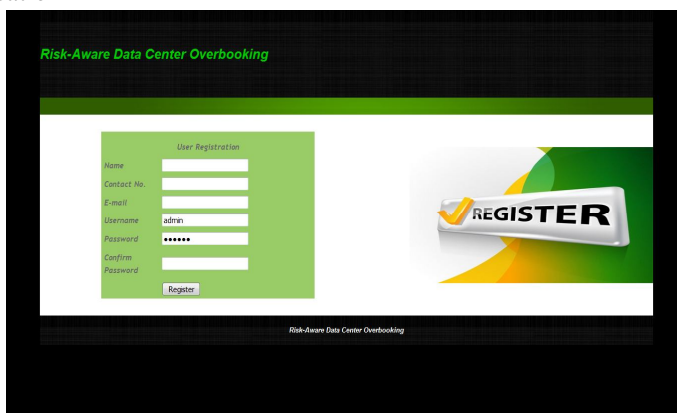 Risk-Aware Data Center Overbooking
User Registration
Name
Contact No.
E-mail
Username admin
Password ••••••
Confirm
Password
Register
REGISTER
Risk-Aware Data Center Overbooking